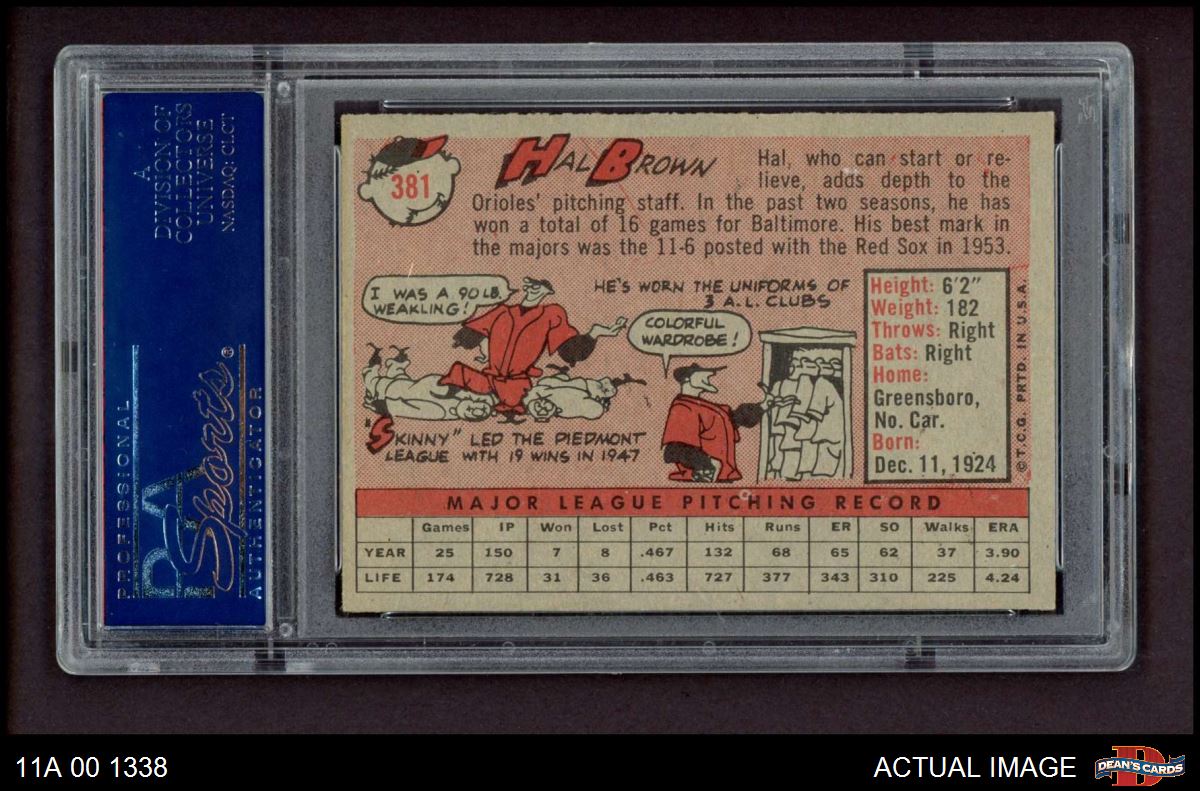 A
DIVISION OF
COLLECTORS
UNIVERSE
NASDAQ: CLCT
PROFESSIONAL
PSA
Sports®
AUTHENTICATOR
381
HAL BROWN
Hal, who can start or re-
lieve, adds depth to the
Orioles' pitching staff. In the past two seasons, he has
won a total of 16 games for Baltimore. His best mark in
the majors was the 11-6 posted with the Red Sox in 1953.
I WAS A 90 LB.
WEAKLING!
"SKINNY" LED THE PIEDMONT
LEAGUE WITH 19 WINS IN 1947
HE'S WORN THE UNIFORMS OF
3 A.L. CLUBS
COLORFUL
WARDROBE!
Height: 6'2"
Weight: 182
Throws: Right
Bats: Right
Home:
Greensboro,
No. Car.
Born:
Dec. 11, 1924
© T.C.G. PRTD. IN U.S.A.
MAJOR LEAGUE PITCHING RECORD
Games IP Won Lost Pct Hits Runs ER SO Walks ERA
YEAR 25 150 7 8 .467 132 68 65 62 37 3.90
LIFE 174 728 31 36 .463 727 377 343 310 225 4.24
11A 00 1338
ACTUAL IMAGE
D
DEAN'S CARDS